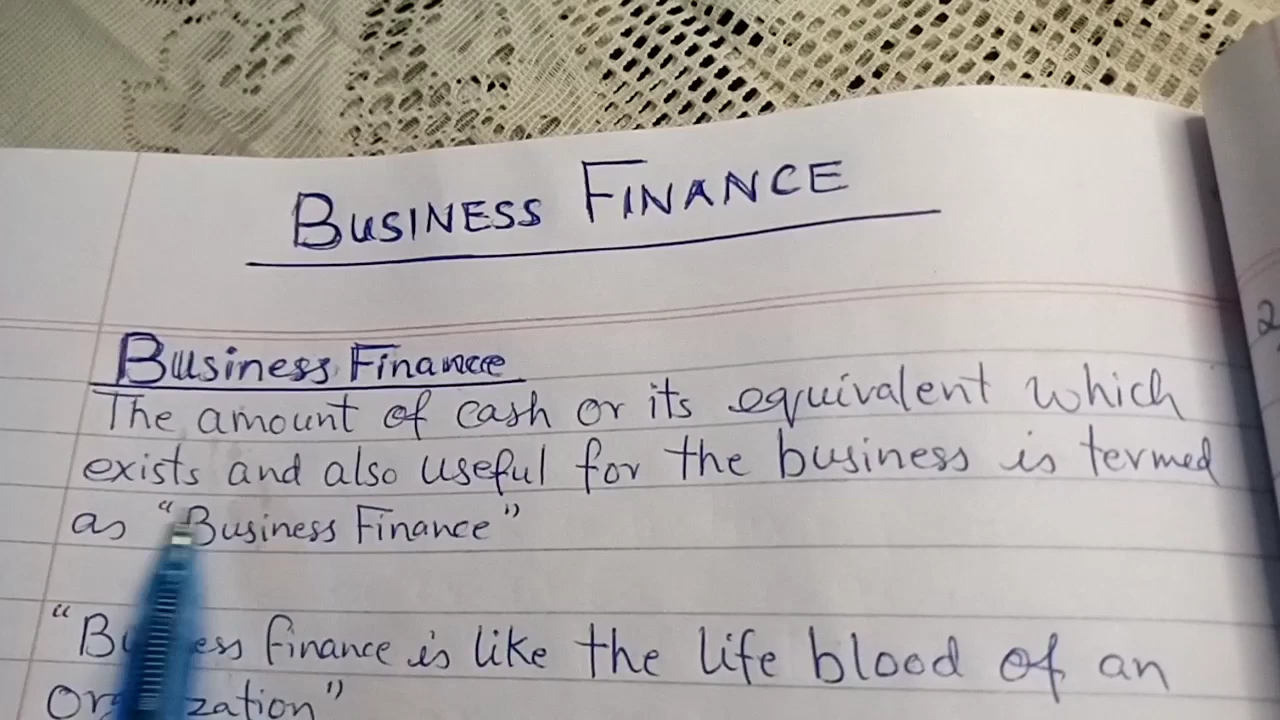 BUSINESS FINANCE
Business Finance
The amount of cash or its equivalent which
exists and also useful for the business is termed
as "Business Finance"
finance is like the life blood of an
2